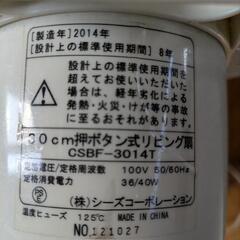 [製造年] 2014年
[設計上の標準使用期間] 8年
設計上の標準使用期間を
超えてお使いいただいた
場合は、経年劣化による
発熱・火災・けが等の事故に
至るおそれがあります。
30cm押ボタン式リビング扇
CSBF-3014T
定格電圧/定格周波数 100V 50/60Hz
定格消費電力 36/40W
(株)シーズコーポレーション
温度ヒューズ 125℃ MADE IN CHINA
NO.121027